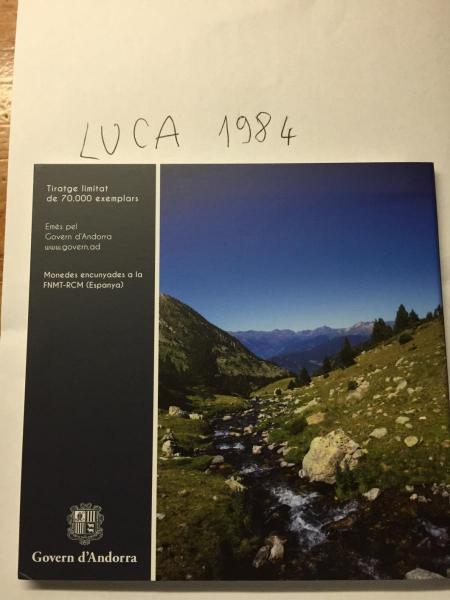 LUCA 1984
Tiratge limitat
de 70.000 exemplars
Emès pel
Govern d'Andorra
www.govern.ad
Monedes encunyades a la
FNMT-RCM (Espanya)
Govern d'Andorra